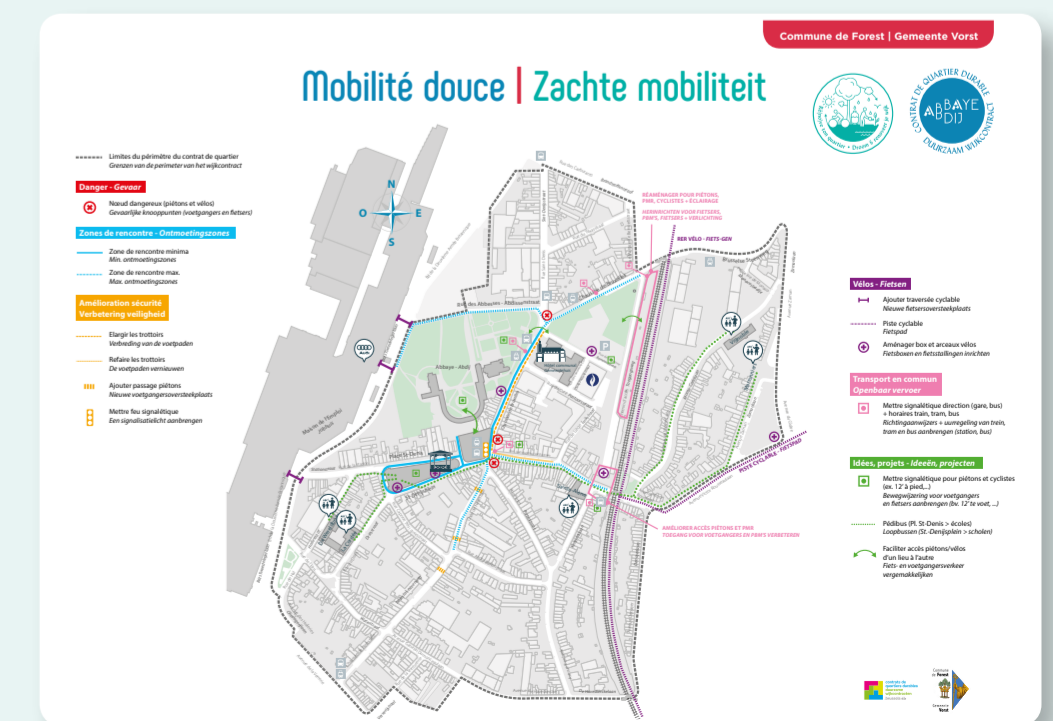 Commune de Forest | Gemeente Vorst
Mobilité douce | Zachte mobiliteit
CONTRAT DE QUARTIER DURABLE
ABBAYE
ABDIJ
DUURZAAM WIJKCONTRACT
Limites du périmètre du contrat de quartier
Grenzen van de perimeter van het wijkcontract
Danger - Gevaar
Nœud dangereux (piétons et vélos)
Gevaarlijke knooppunten (voetgangers en fietsers)
Zones de rencontre - Ontmoetingszones
Zone de rencontre minima
Min. ontmoetingszones
Zone de rencontre max.
Max. ontmoetingszones
Amélioration sécurité
Verbetering veiligheid
Elargir les trottoirs
Verbreding van de voetpaden
Refaire les trottoirs
De voetpaden vernieuwen
Ajouter passage piétons
Nieuwe voetgangersoversteekplaats
Mettre feu signalétique
Een signalisatielicht aanbrengen
N
O
E
S
RÉAMÉNAGER POUR PIÉTONS,
PMR, CYCLISTES + ÉCLAIRAGE
HERINRICHTEN VOOR FIETSERS,
PBM'S, FIETSERS + VERLICHTING
RER VÉLO - FIETS-GEN
Abbaye - Abdij
P
Place St-Denis
PISTE CYCLABLE - FIETSPAD
AMÉLIORER ACCÈS PIÉTONS ET PMR
TOEGANG VOOR VOETGANGERS EN PBM'S VERBETEREN
Vélos - Fietsen
Ajouter traversée cyclable
Nieuwe fietsersoversteekplaats
Piste cyclable
Fietspad
Aménager box et arceaux vélos
Fietsboxen en fietsstallingen inrichten
Transport en commun
Openbaar vervoer
Mettre signalétique direction (gare, bus)
+ horaires train, tram, bus
Richtingaanwijzers + uurregeling van trein,
tram en bus aanbrengen (station, bus)
Idées, projets - Ideeën, projecten
Mettre signalétique pour piétons et cyclistes
(ex. 12' à pied,...)
Bewegwijzering voor voetgangers
en fietsers aanbrengen (bv. 12' te voet, ...)
Pédibus (Pl. St-Denis > écoles)
Loopbussen (St.-Denijsplein > scholen)
Faciliter accès piétons/vélos
d'un lieu à l'autre
Fiets- en voetgangersverkeer
vergemakkelijken
Commune
de Forest
Gemeente
Vorst